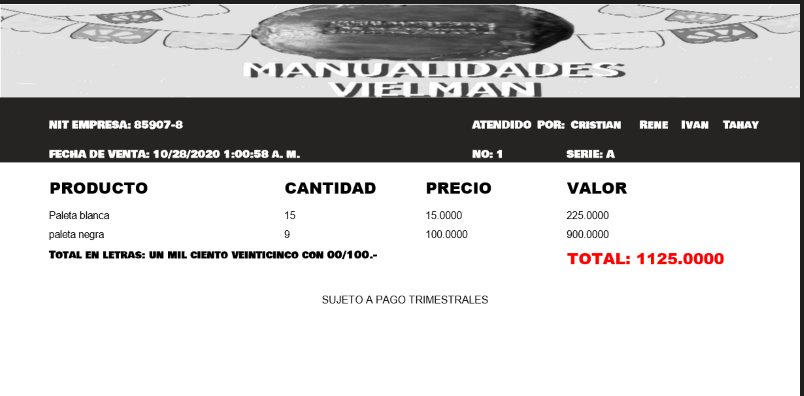 MANUALIDADES
VIELMAN
NIT EMPRESA: 85907-8 ATENDIDO POR: CRISTIAN RENE IVAN TAHAY
FECHA DE VENTA: 10/28/2020 1:00:58 A. M. NO: 1 SERIE: A
PRODUCTO CANTIDAD PRECIO VALOR
Paleta blanca 15 15.0000 225.0000
paleta negra 9 100.0000 900.0000
TOTAL EN LETRAS: UN MIL CIENTO VEINTICINCO CON 00/100.- TOTAL: 1125.0000
SUJETO A PAGO TRIMESTRALES